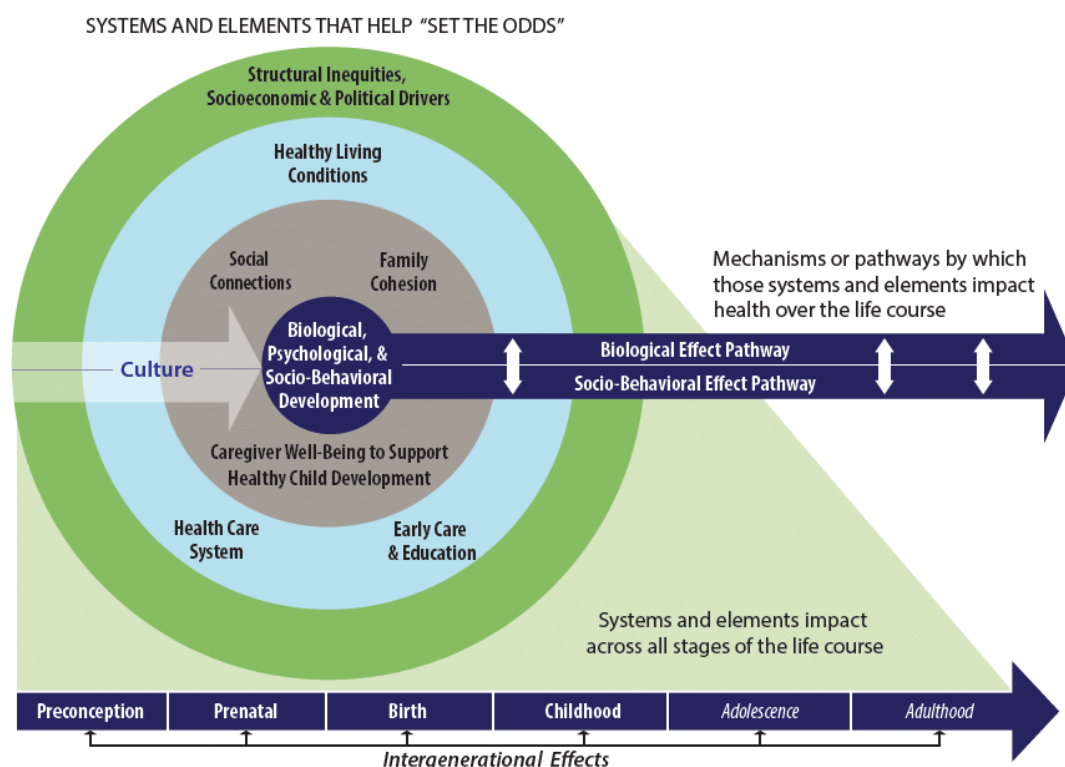 SYSTEMS AND ELEMENTS THAT HELP “SET THE ODDS”
Structural Inequities,
Socioeconomic & Political Drivers
Healthy Living
Conditions
Social
Connections
Family
Cohesion
Mechanisms or pathways by which
those systems and elements impact
health over the life course
Culture
Biological,
Psychological, &
Socio-Behavioral
Development
Biological Effect Pathway
Socio-Behavioral Effect Pathway
Caregiver Well-Being to Support
Healthy Child Development
Health Care
System
Early Care
& Education
Systems and elements impact
across all stages of the life course
Preconception
Prenatal
Birth
Childhood
Adolescence
Adulthood
Intergenerational Effects